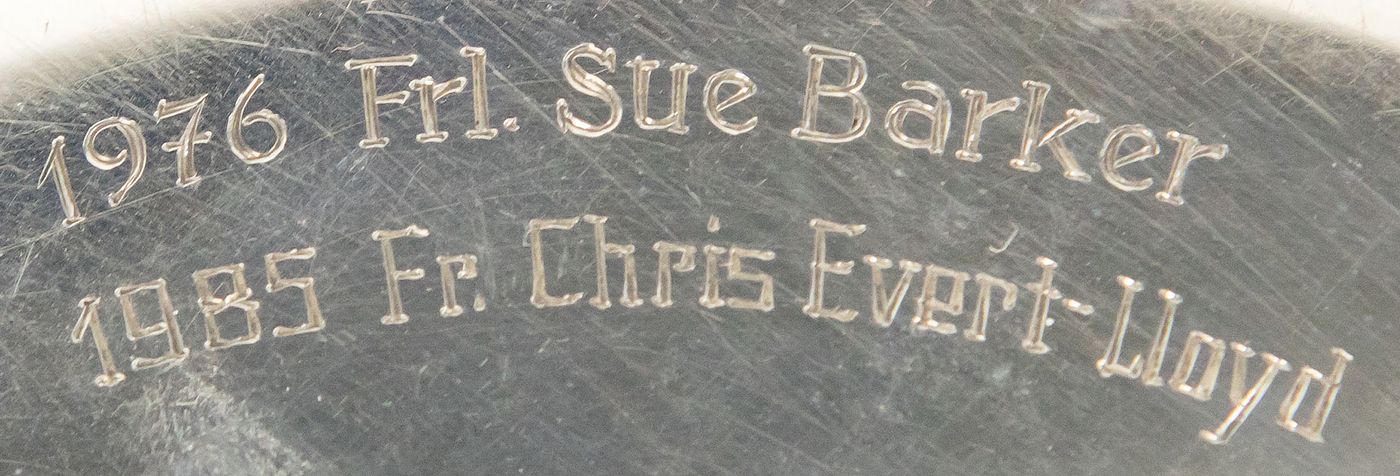 1976 Frl. Sue Barker
1985 Fr. Chris Evert-Lloyd